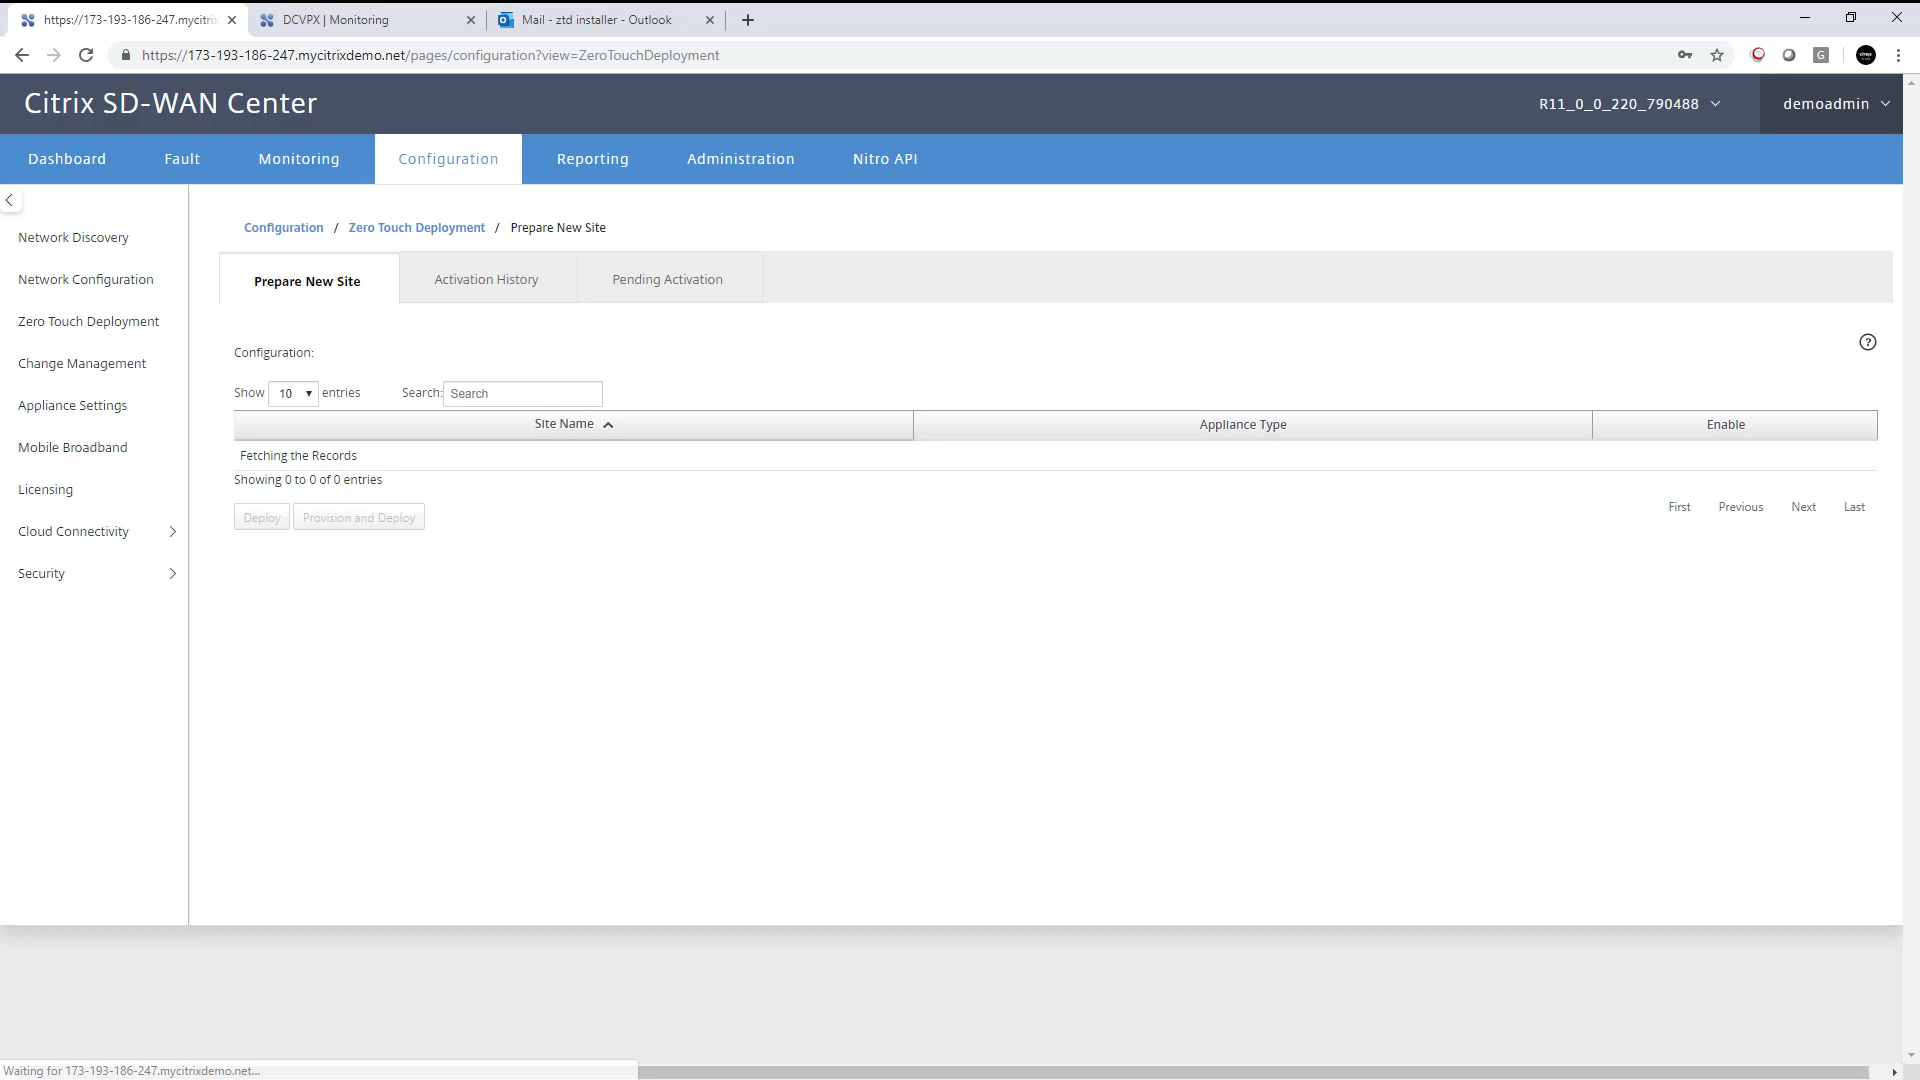 https://173-193-186-247.mycitrix
DCVPX | Monitoring
Mail - ztd installer - Outlook
https://173-193-186-247.mycitrixdemo.net/pages/configuration?view=ZeroTouchDeployment
Citrix SD-WAN Center
R11_0_0_220_790488
demoadmin
Dashboard
Fault
Monitoring
Configuration
Reporting
Administration
Nitro API
Network Discovery
Network Configuration
Zero Touch Deployment
Change Management
Appliance Settings
Mobile Broadband
Licensing
Cloud Connectivity
Security
Configuration / Zero Touch Deployment / Prepare New Site
Prepare New Site
Activation History
Pending Activation
Configuration:
Show 10 entries
Search: Search
Site Name
Appliance Type
Enable
Fetching the Records
Showing 0 to 0 of 0 entries
Deploy
Provision and Deploy
First
Previous
Next
Last
Waiting for 173-193-186-247.mycitrixdemo.net...